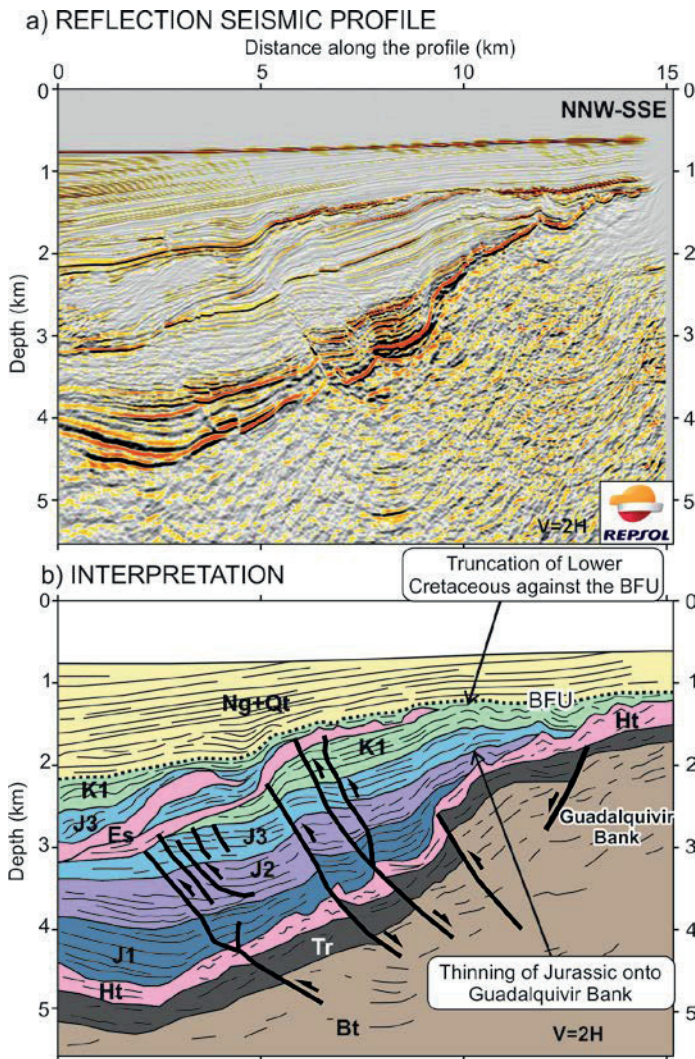 a) REFLECTION SEISMIC PROFILE
Distance along the profile (km)
0 5 10 15
NNW-SSE
Depth (km)
0 0
1 1
2 2
3 3
4 4
5 5
V=2H
REPSOL
b) INTERPRETATION
Truncation of Lower
Cretaceous against the BFU
Depth (km)
0 0
1 1
2 2
3 3
4 4
5 5
Ng+Qt
BFU
Ht
K1
K1
J3
Es
J3
Guadalquivir
Bank
J2
J1
Tr
Ht
Bt
Thinning of Jurassic onto
Guadalquivir Bank
V=2H